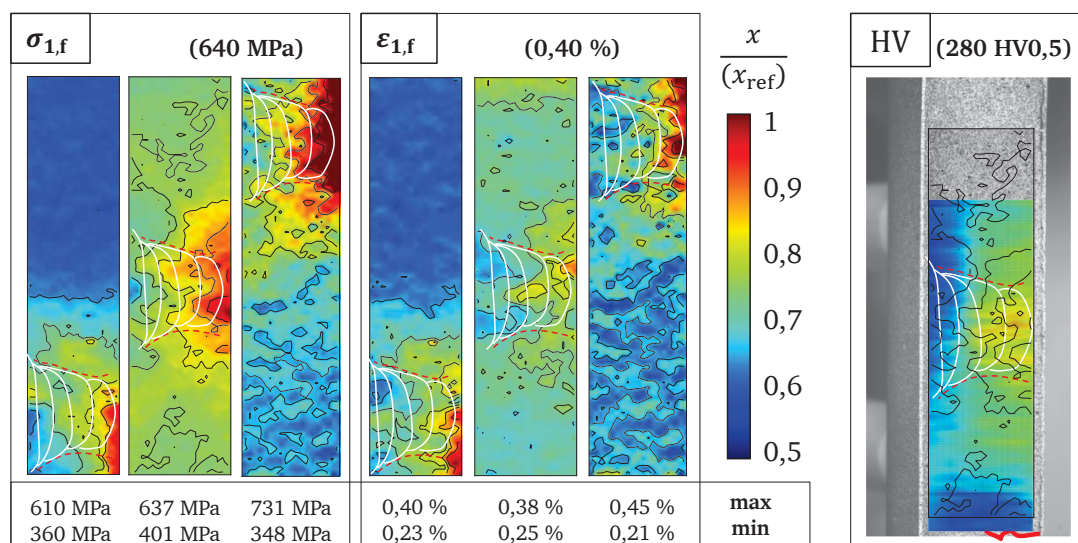 σ1,f (640 MPa)
ε1,f (0,40 %)
x
(xref)
HV (280 HV0,5)
1
0,9
0,8
0,7
0,6
0,5
610 MPa 637 MPa 731 MPa 0,40 % 0,38 % 0,45 % max
360 MPa 401 MPa 348 MPa 0,23 % 0,25 % 0,21 % min